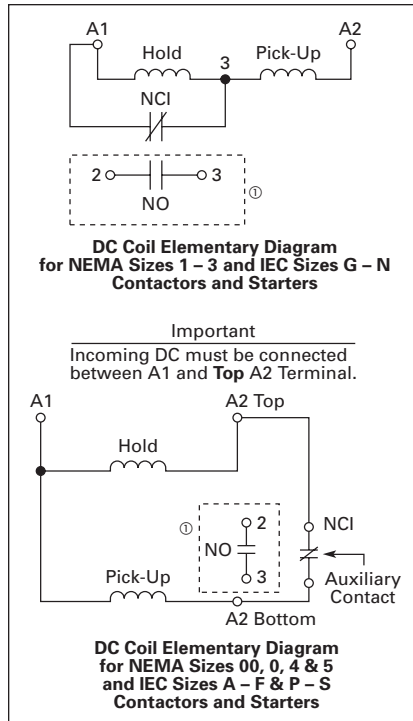 A1
A2
Hold
3
Pick-Up
NCI
2
3
①
NO
DC Coil Elementary Diagram
for NEMA Sizes 1 – 3 and IEC Sizes G – N
Contactors and Starters
Important
Incoming DC must be connected
between A1 and Top A2 Terminal.
A1
A2 Top
Hold
①
2
NCI
NO
3
Pick-Up
Auxiliary
Contact
A2 Bottom
DC Coil Elementary Diagram
for NEMA Sizes 00, 0, 4 & 5
and IEC Sizes A – F & P – S
Contactors and Starters